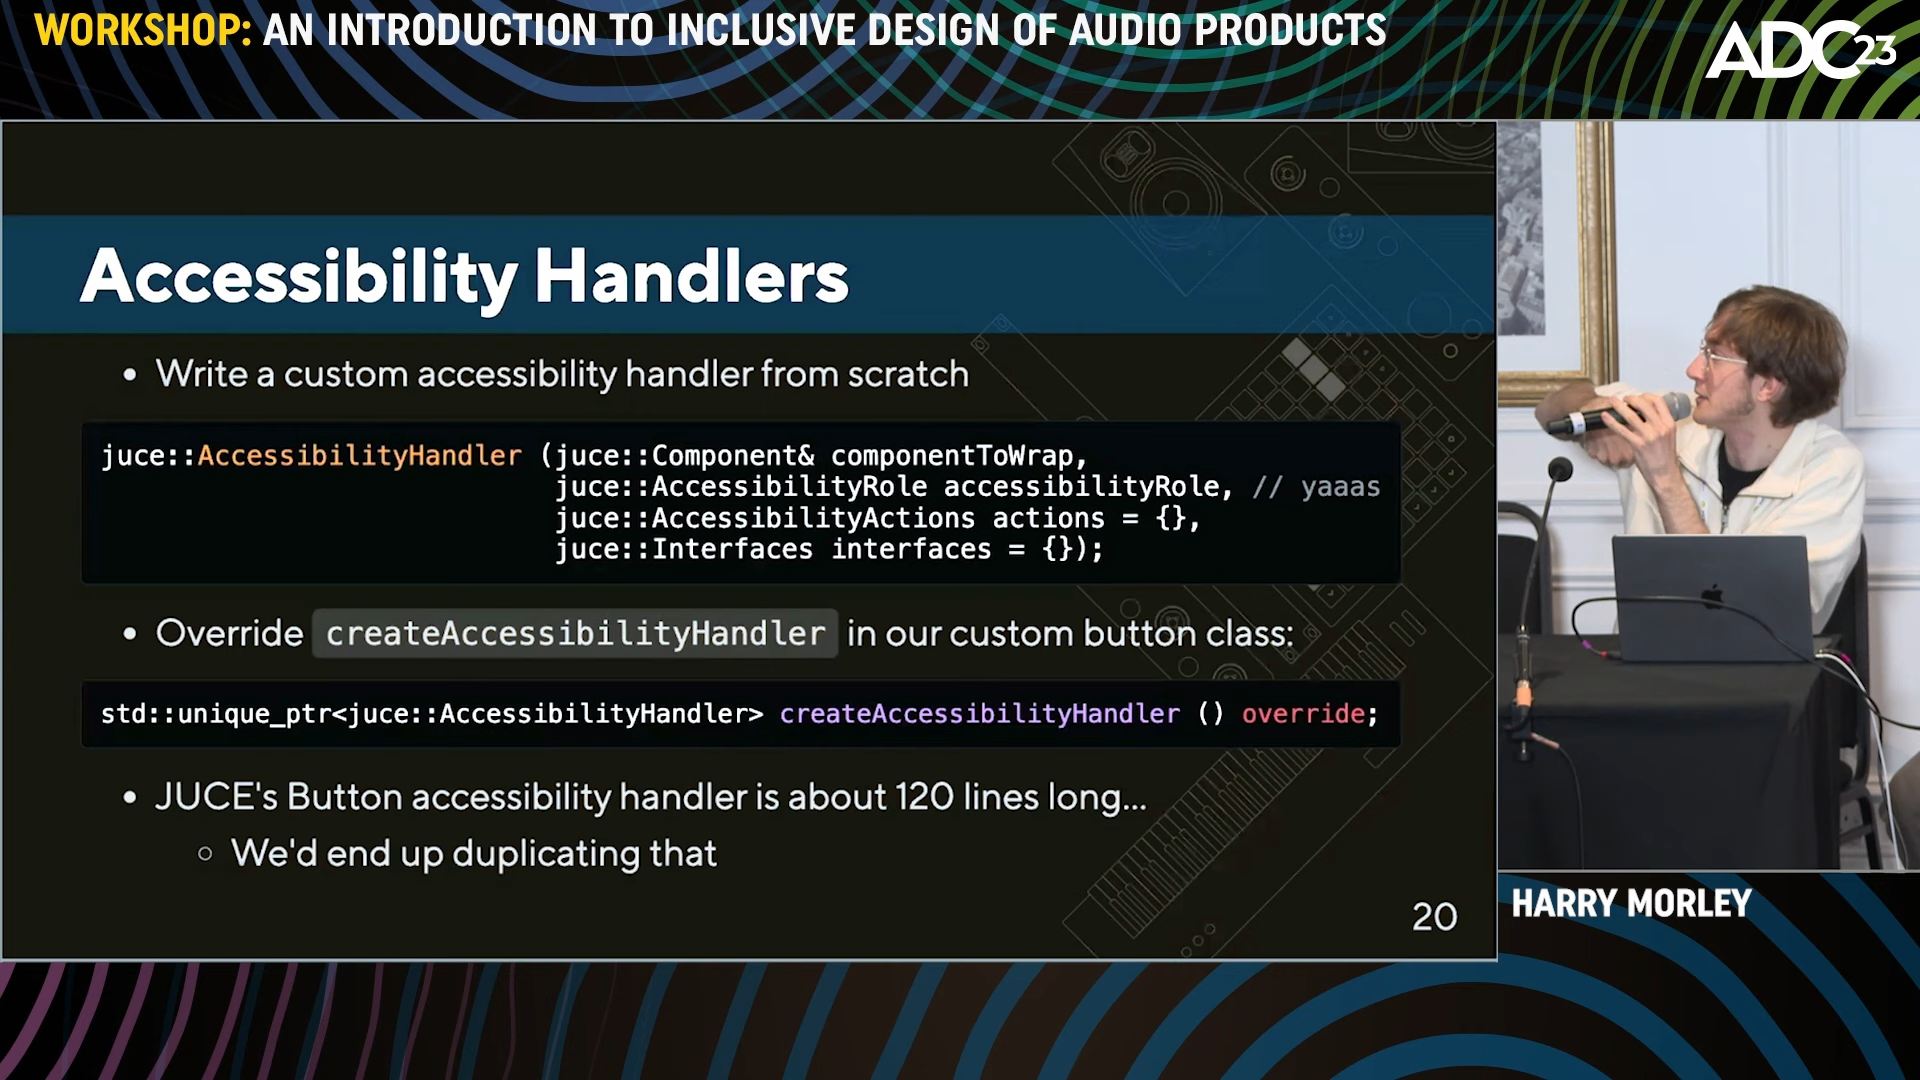 WORKSHOP: AN INTRODUCTION TO INCLUSIVE DESIGN OF AUDIO PRODUCTS
ADC23
Accessibility Handlers
• Write a custom accessibility handler from scratch
juce::AccessibilityHandler (juce::Component& componentToWrap,
juce::AccessibilityRole accessibilityRole, // yaaas
juce::AccessibilityActions actions = {},
juce::Interfaces interfaces = {});
• Override createAccessibilityHandler in our custom button class:
std::unique_ptr<juce::AccessibilityHandler> createAccessibilityHandler () override;
• JUCE's Button accessibility handler is about 120 lines long...
○ We'd end up duplicating that
20
HARRY MORLEY